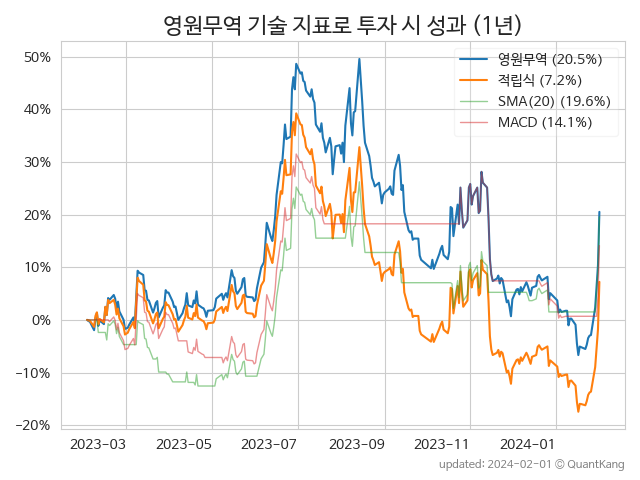 영원무역 기술 지표로 투자 시 성과 (1년)
영원무역 (20.5%)
적립식 (7.2%)
SMA(20) (19.6%)
MACD (14.1%)
50%
40%
30%
20%
10%
0%
−10%
−20%
2023-03 2023-05 2023-07 2023-09 2023-11 2024-01
updated: 2024-02-01 © QuantKang